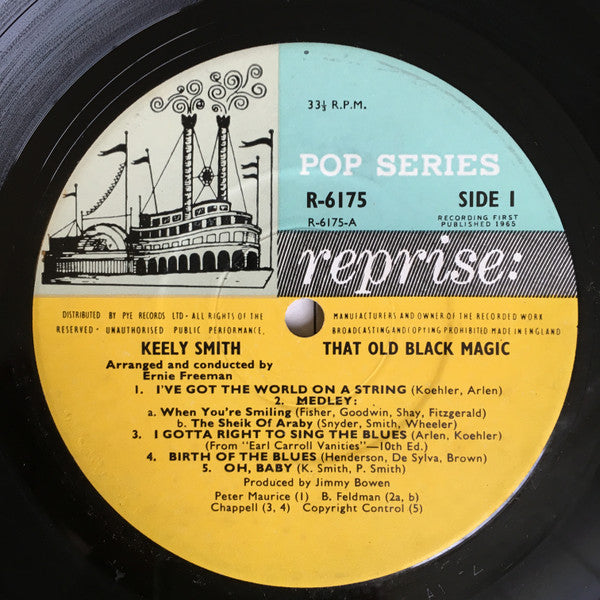 33⅓ R.P.M.
POP SERIES
R-6175 SIDE 1
R-6175-A
RECORDING FIRST
PUBLISHED 1965
reprise:
DISTRIBUTED BY PYE RECORDS LTD · ALL RIGHTS OF THE
RESERVED · UNAUTHORISED PUBLIC PERFORMANCE,
MANUFACTURERS AND OWNER OF THE RECORDED WORK
BROADCASTING AND COPYING PROHIBITED MADE IN ENGLAND
KEELY SMITH THAT OLD BLACK MAGIC
Arranged and conducted by
Ernie Freeman
1. I'VE GOT THE WORLD ON A STRING (Koehler, Arlen)
2. MEDLEY:
a. When You're Smiling (Fisher, Goodwin, Shay, Fitzgerald)
b. The Sheik Of Araby (Snyder, Smith, Wheeler)
3. I GOTTA RIGHT TO SING THE BLUES (Arlen, Koehler)
(From "Earl Carroll Vanities"—10th Ed.)
4. BIRTH OF THE BLUES (Henderson, De Sylva, Brown)
5. OH, BABY (K. Smith, P. Smith)
Produced by Jimmy Bowen
Peter Maurice (1) B. Feldman (2a, b)
Chappell (3, 4) Copyright Control (5)